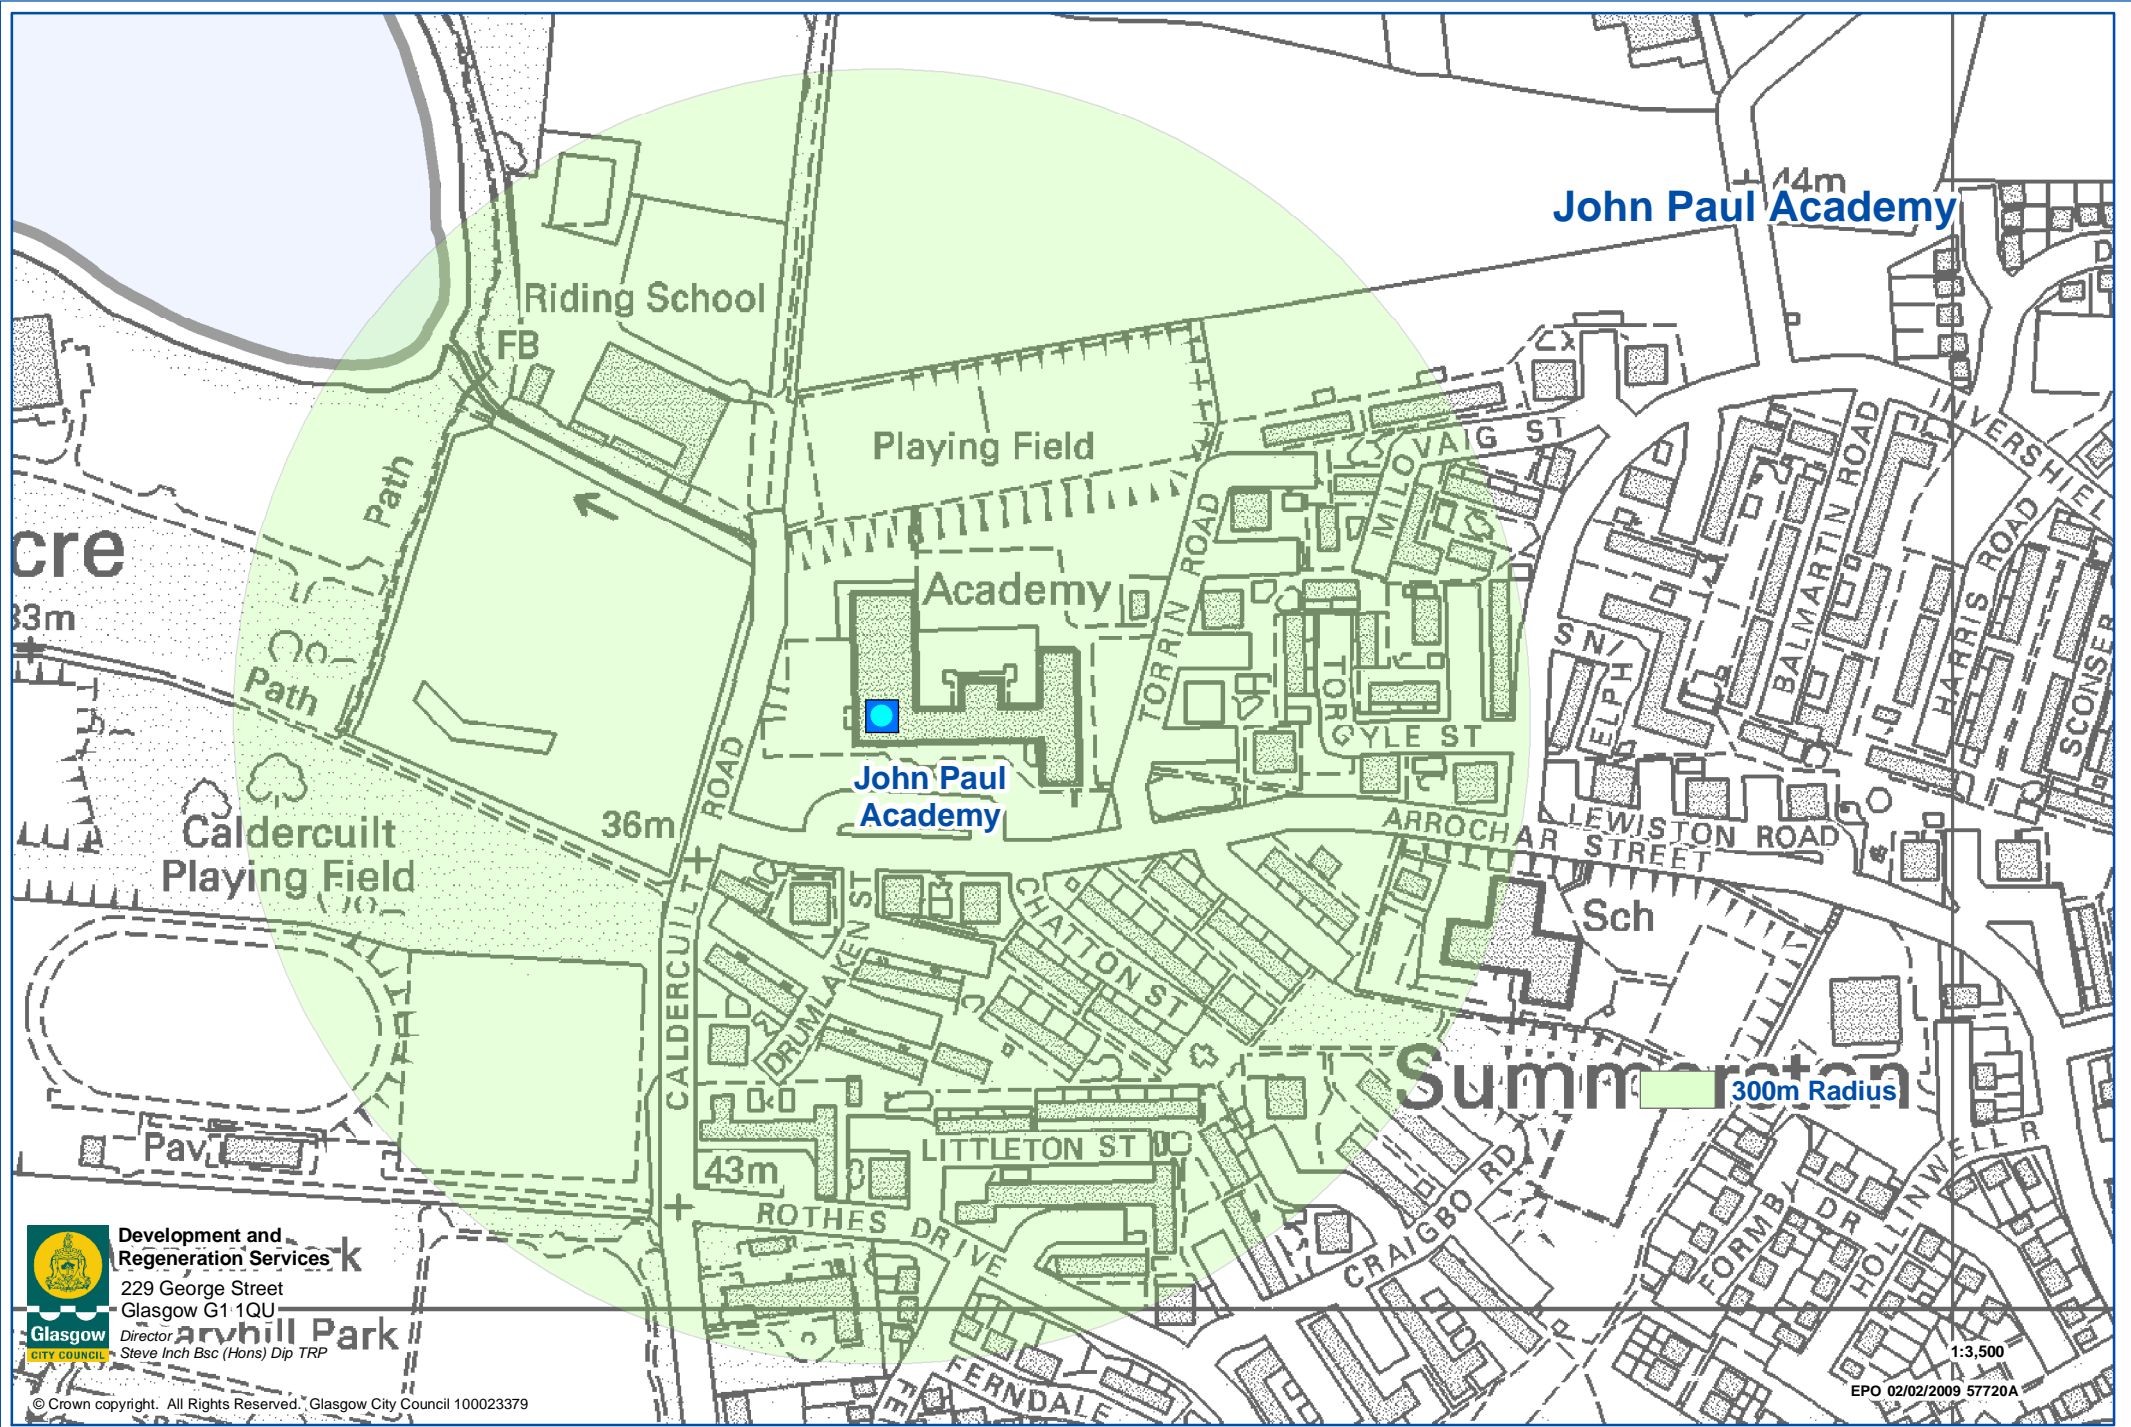 44m
John Paul Academy
D
Riding School
FB
Playing Field
MILOVAIG ST
INVERSHIEL
Path
BALMARTIN ROAD
HARRIS ROAD
cre
33m
Academy
TORRIN ROAD
SCONSER
Path
TORGYLE ST
ELPH
John Paul
Academy
36m
CALDERCUILT ROAD
Caldercuilt
Playing Field
ARROCHAR STREET
LEWISTON ROAD
Sch
DRUMLAKEN ST
CHATTON ST
Summerston
300m Radius
Pav
LITTLETON ST
43m
ROTHES DRIVE
CRAIGBO RD
FORMBY DR
HOLLINWELL R
Development and
Regeneration Services
229 George Street
Glasgow G1 1QU
Director
Steve Inch Bsc (Hons) Dip TRP
Glasgow
CITY COUNCIL
k
aryhill Park
FERNDALE
FE
1:3,500
EPO 02/02/2009 57720A
© Crown copyright. All Rights Reserved. Glasgow City Council 100023379